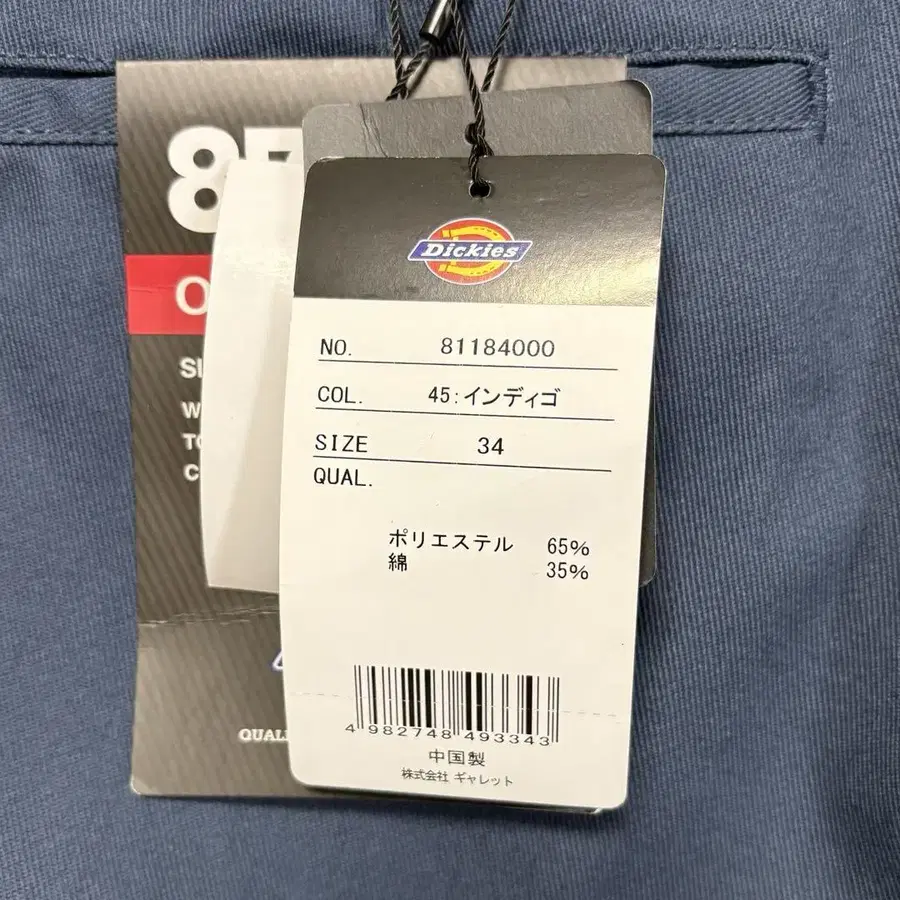 Dickies
NO. 81184000
COL. 45:インディゴ
SIZE 34
QUAL.
ポリエステル 65%
綿 35%
4 982748 493343
中国製
株式会社 ギャレット